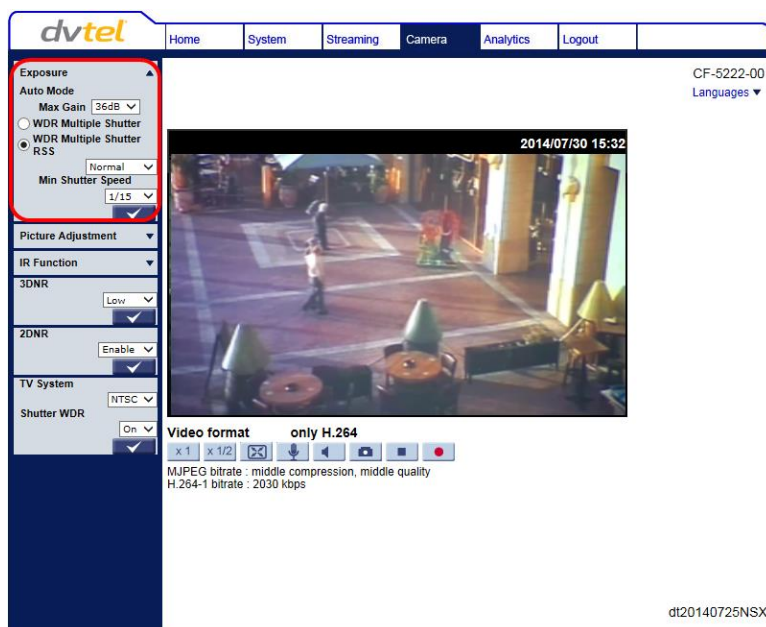 dvtel
Home
System
Streaming
Camera
Analytics
Logout
CF-5222-00
Languages ▼
Exposure
Auto Mode
Max Gain 36dB
WDR Multiple Shutter
WDR Multiple Shutter
RSS
Normal
Min Shutter Speed
1/15
Picture Adjustment
IR Function
3DNR
Low
2DNR
Enable
TV System
NTSC
Shutter WDR
On
2014/07/30 15:32
Video format only H.264
x 1
x 1/2
MJPEG bitrate : middle compression, middle quality
H.264-1 bitrate : 2030 kbps
dt20140725NSX